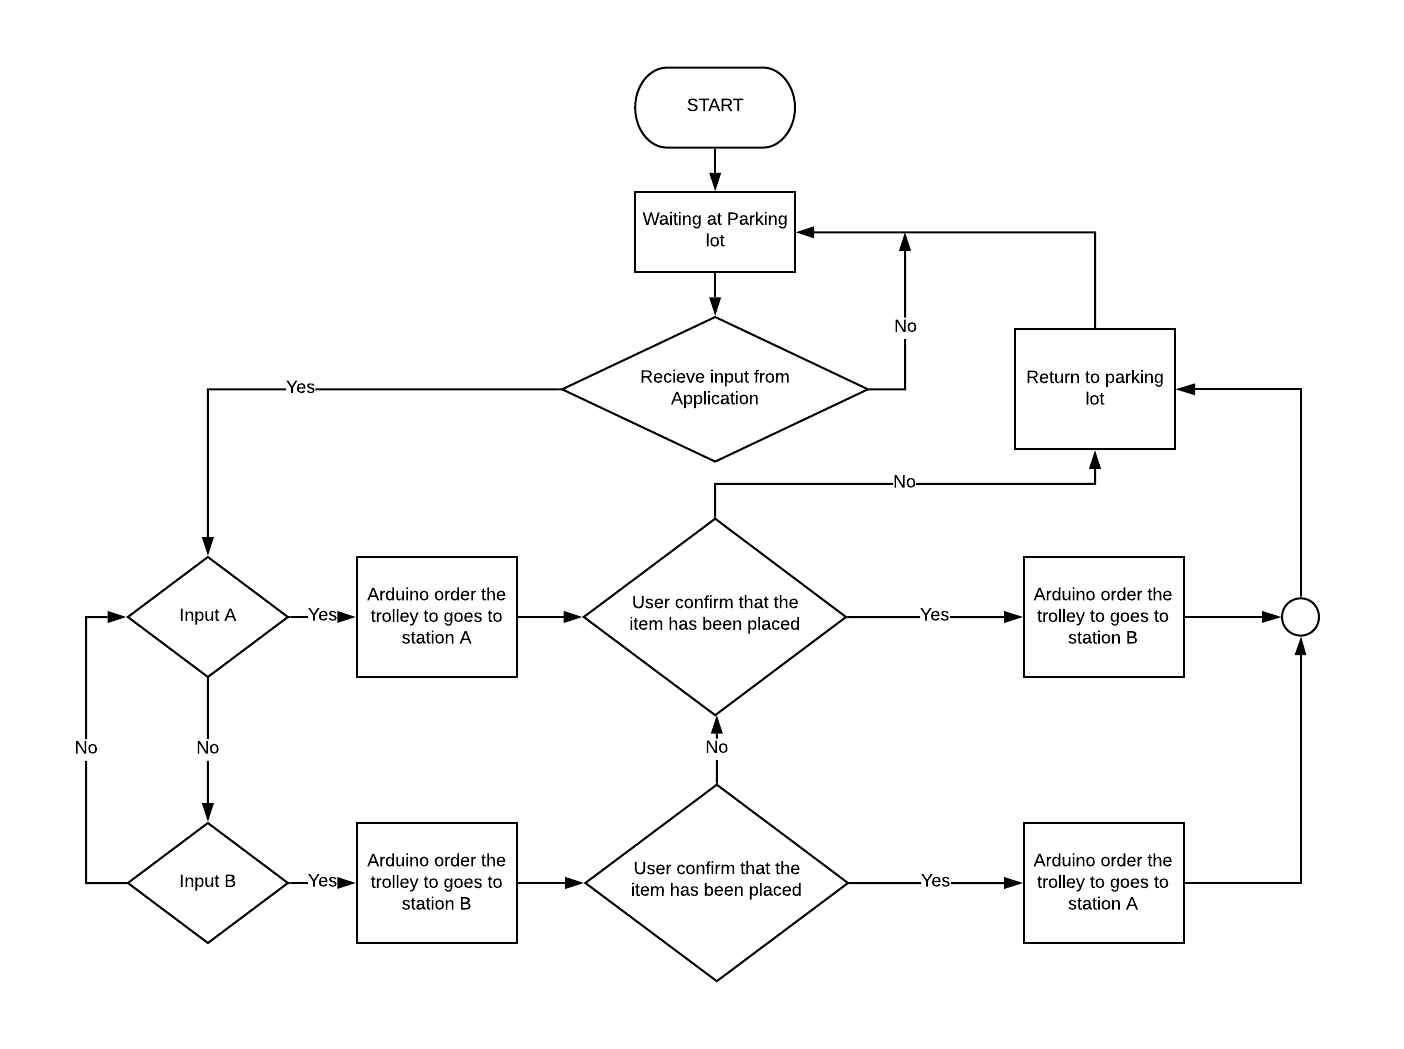 START
Waiting at Parking
lot
No
Recieve input from
Application
Yes
Return to parking
lot
No
Input A
Yes
Arduino order the
trolley to goes to
station A
User confirm that the
item has been placed
Yes
Arduino order the
trolley to goes to
station B
No
No
No
Input B
Yes
Arduino order the
trolley to goes to
station B
User confirm that the
item has been placed
Yes
Arduino order the
trolley to goes to
station A